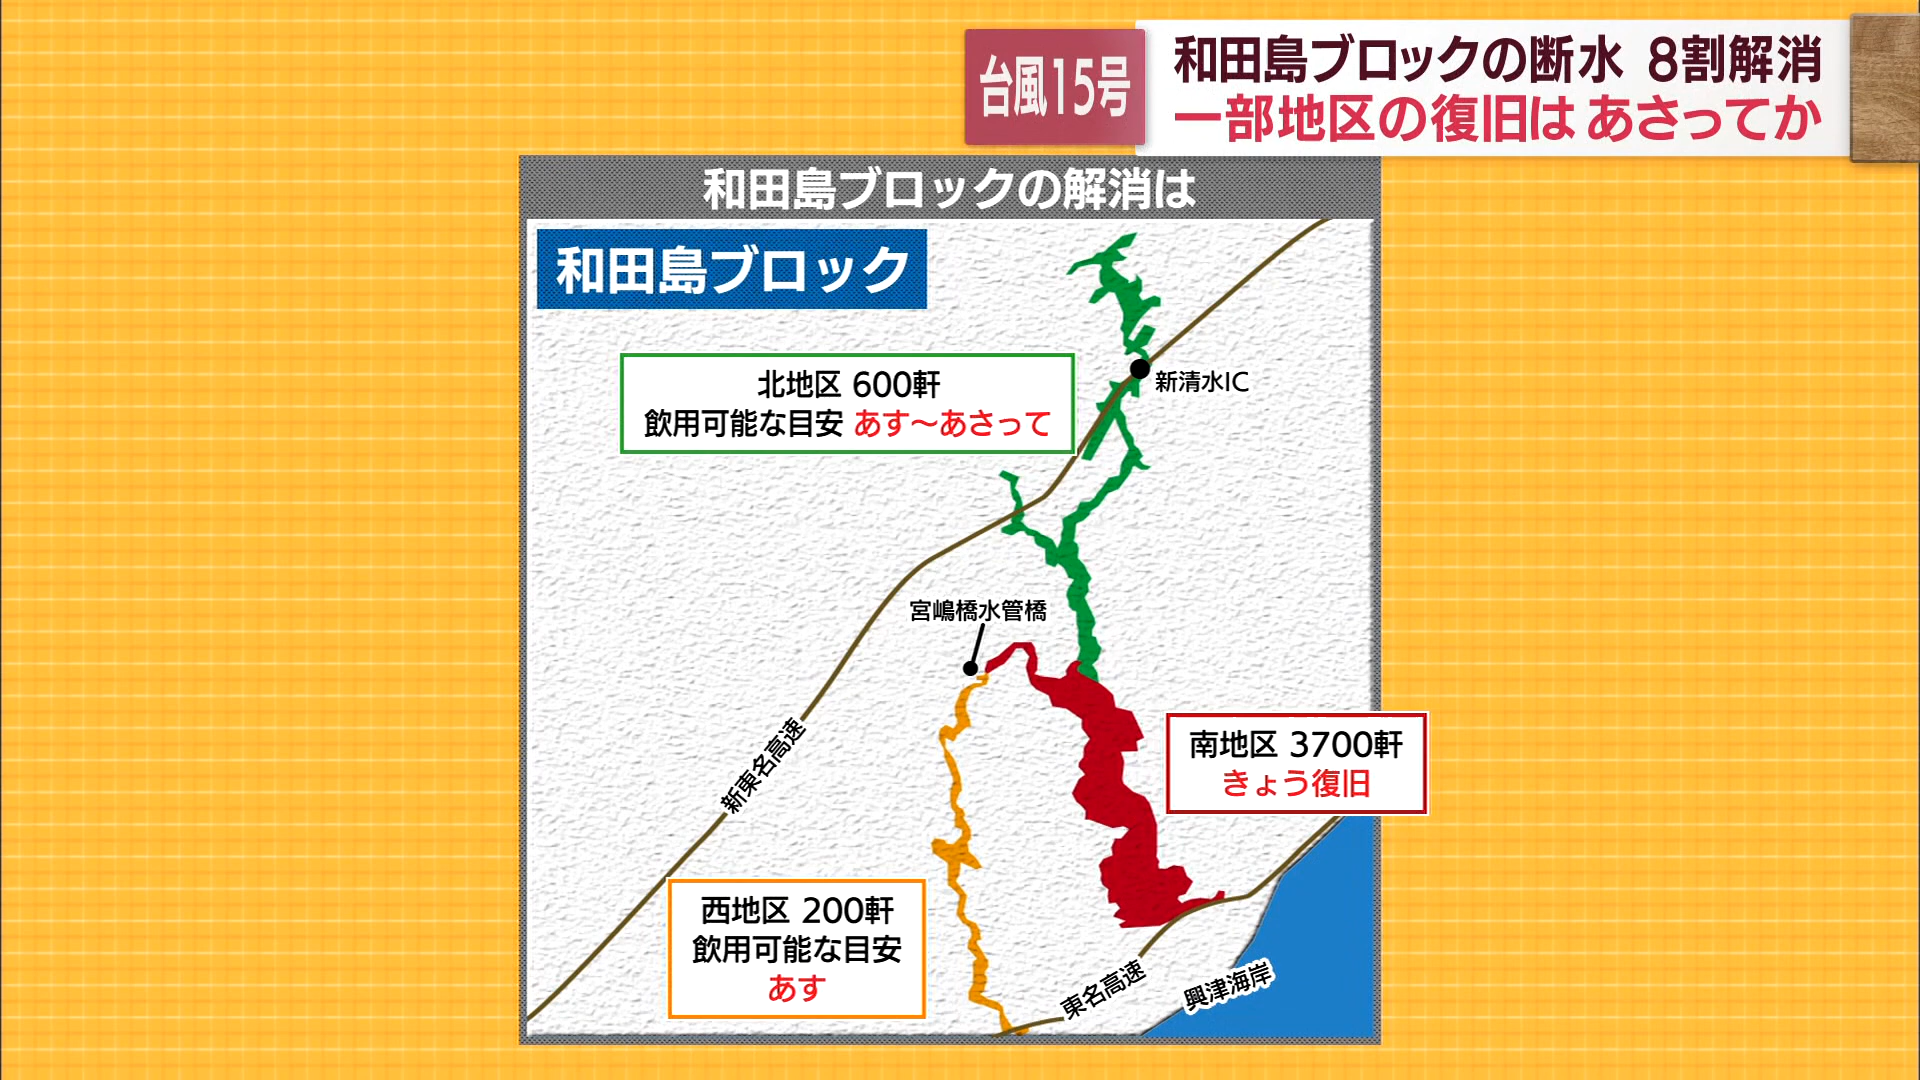 台風15号
和田島ブロックの断水 8割解消
一部地区の復旧は あさってか
和田島ブロックの解消は
和田島ブロック
北地区 600軒
飲用可能な目安 あす～あさって
新清水IC
宮嶋橋水管橋
新東名高速
南地区 3700軒
きょう復旧
西地区 200軒
飲用可能な目安
あす
東名高速
興津海岸